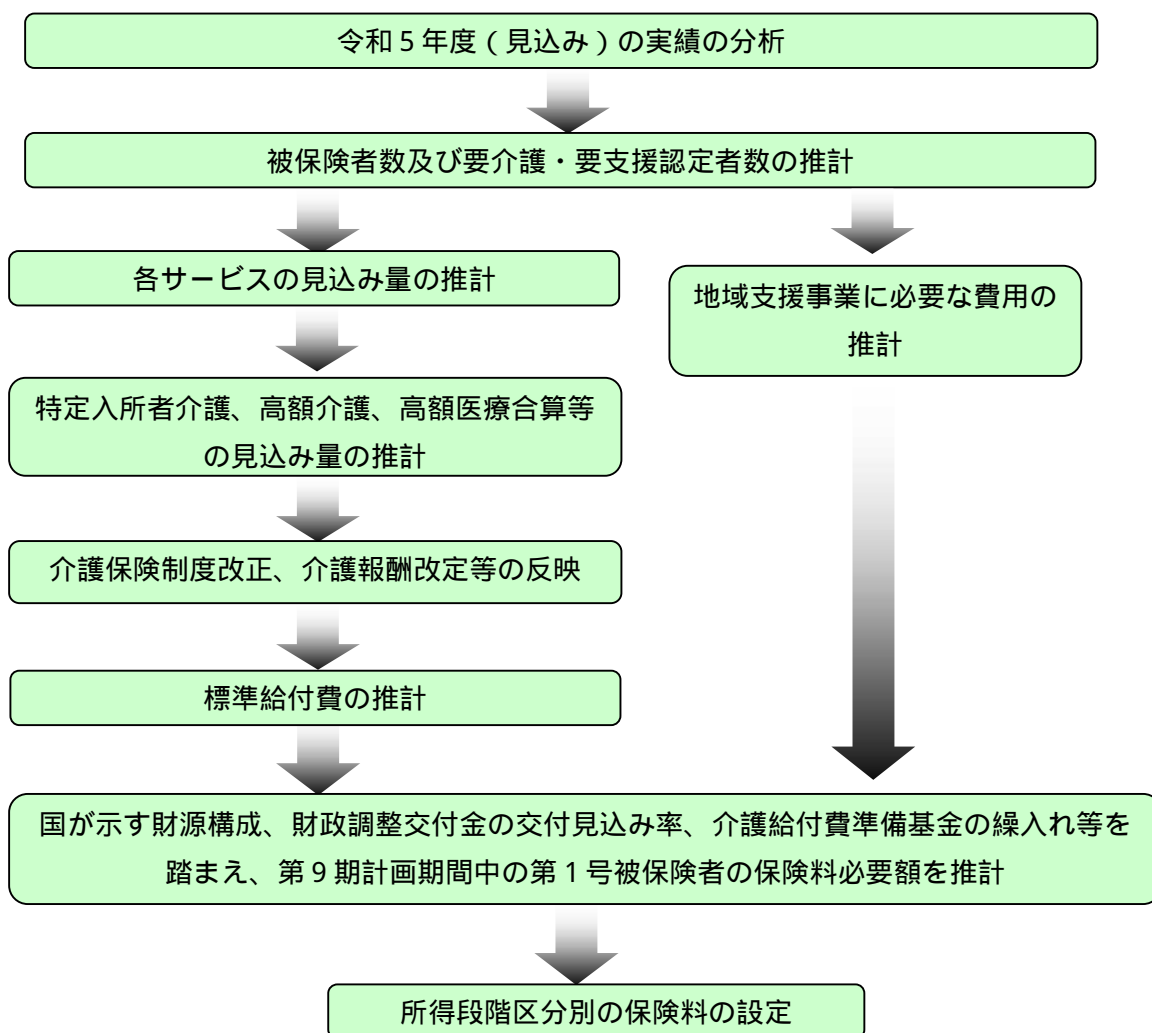 令和５年度（見込み）の実績の分析
被保険者数及び要介護・要支援認定者数の推計
各サービスの見込み量の推計
地域支援事業に必要な費用の
推計
特定入所者介護、高額介護、高額医療合算等
の見込み量の推計
介護保険制度改正、介護報酬改定等の反映
標準給付費の推計
国が示す財源構成、財政調整交付金の交付見込み率、介護給付費準備基金の繰入れ等を
踏まえ、第９期計画期間中の第１号被保険者の保険料必要額を推計
所得段階区分別の保険料の設定